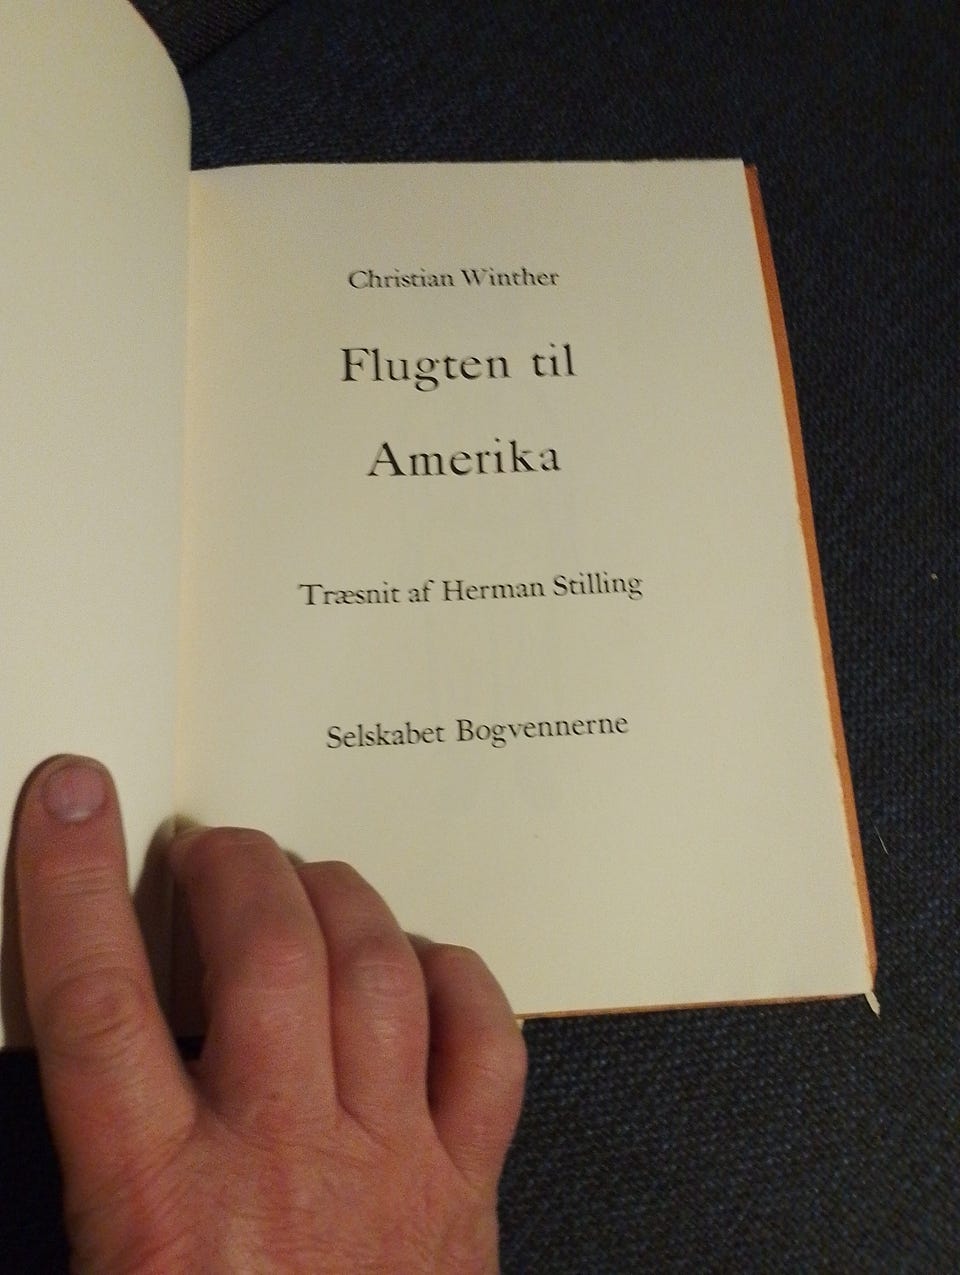 Christian Winther
Flugten til
Amerika
Træsnit af Herman Stilling
Selskabet Bogvennerne